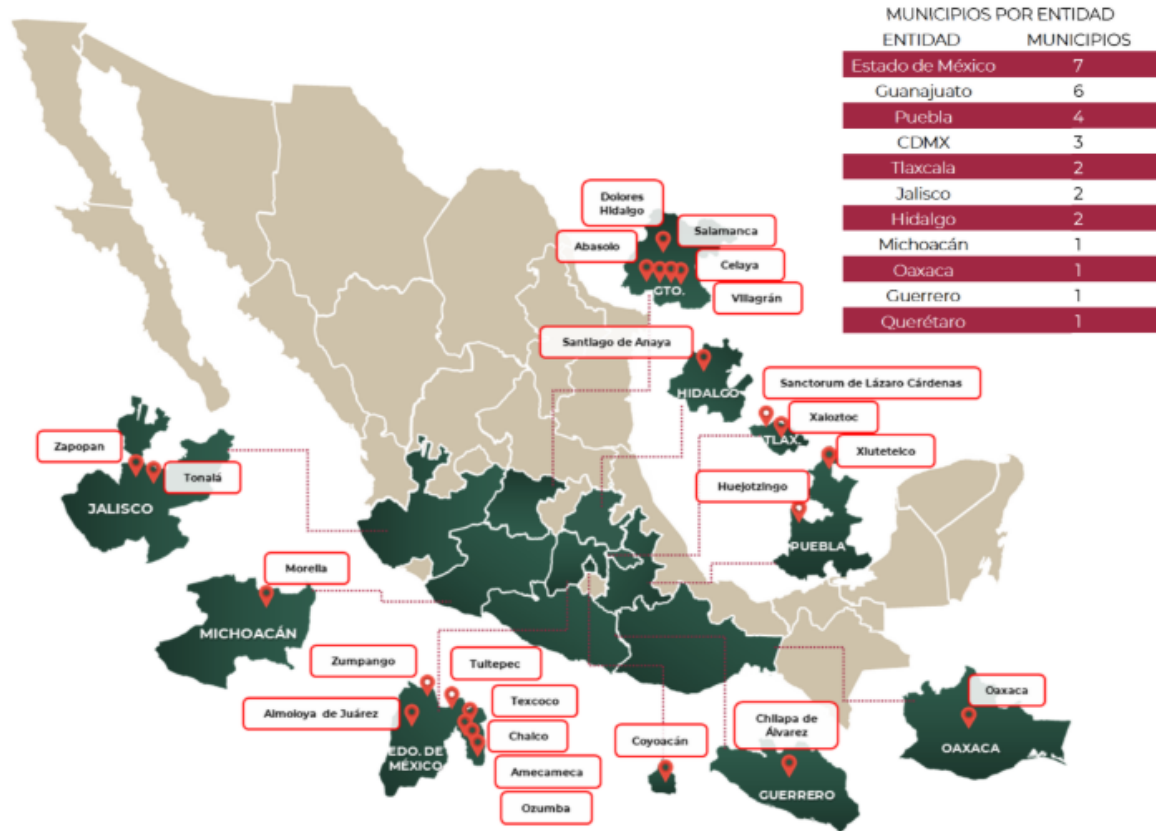 MUNICIPIOS POR ENTIDAD
ENTIDAD MUNICIPIOS
Estado de México 7
Guanajuato 6
Puebla 4
CDMX 3
Tlaxcala 2
Jalisco 2
Hidalgo 2
Michoacán 1
Oaxaca 1
Guerrero 1
Querétaro 1
Dolores
Hidalgo
Salamanca
Abasolo
Celaya
Villagrán
GTO.
Santiago de Anaya
HIDALGO
Sanctorum de Lázaro Cárdenas
Xaloztoc
TLAX.
Xiutetelco
Huejotzingo
PUEBLA
Zapopan
Tonalá
JALISCO
Morelia
MICHOACÁN
Zumpango
Tultepec
Almoloya de Juárez
Texcoco
Chalco
Amecameca
Ozumba
EDO. DE
MÉXICO
Coyoacán
Chilapa de
Álvarez
GUERRERO
Oaxaca
OAXACA